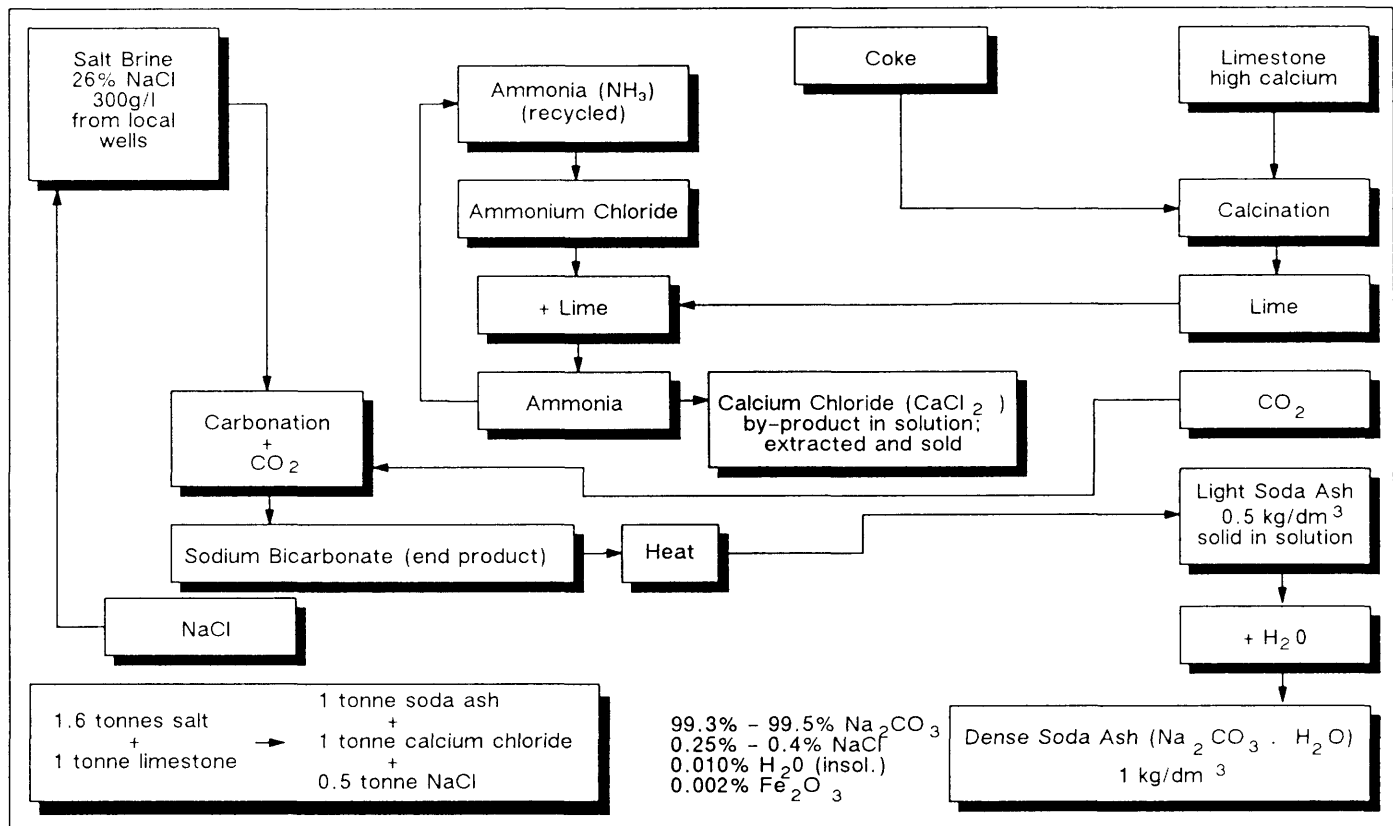 Salt Brine
26% NaCl
300g/l
from local
wells
Ammonia (NH₃)
(recycled)
Coke
Limestone
high calcium
Ammonium Chloride
Calcination
+ Lime
Lime
Carbonation
+
CO₂
Ammonia
Calcium Chloride (CaCl₂ )
by-product in solution;
extracted and sold
CO₂
Light Soda Ash
0.5 kg/dm³
solid in solution
Sodium Bicarbonate (end product)
Heat
NaCl
+ H₂0
1.6 tonnes salt
+
1 tonne limestone
1 tonne soda ash
+
1 tonne calcium chloride
+
0.5 tonne NaCl
99.3% - 99.5% Na₂CO₃
0.25% - 0.4% NaCl
0.010% H₂0 (insol.)
0.002% Fe₂O₃
Dense Soda Ash (Na₂CO₃ . H₂O)
1 kg/dm³